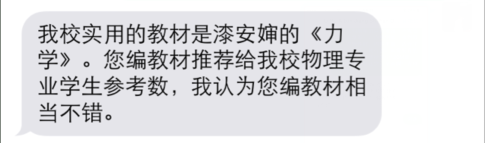 我校实用的教材是漆安婶的《力
学》。您编教材推荐给我校物理专
业学生参考数，我认为您编教材相
当不错。